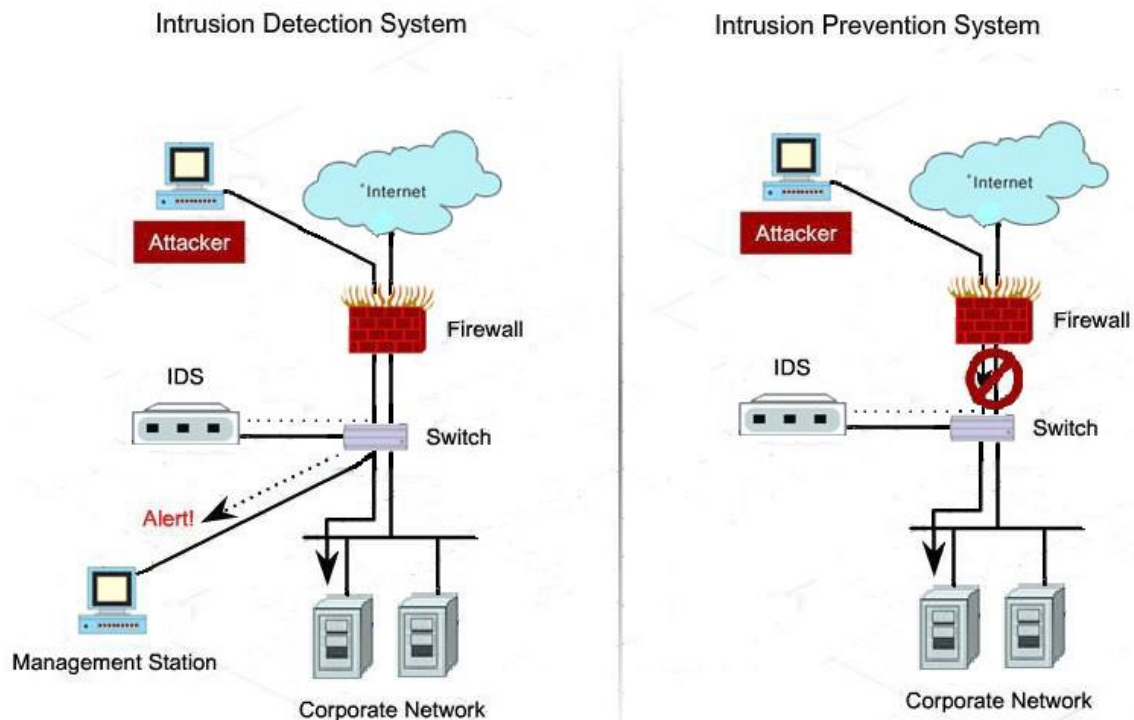 Intrusion Detection System
Internet
Attacker
Firewall
IDS
Switch
Alert!
Management Station
Corporate Network
Intrusion Prevention System
Internet
Attacker
Firewall
IDS
Switch
Corporate Network